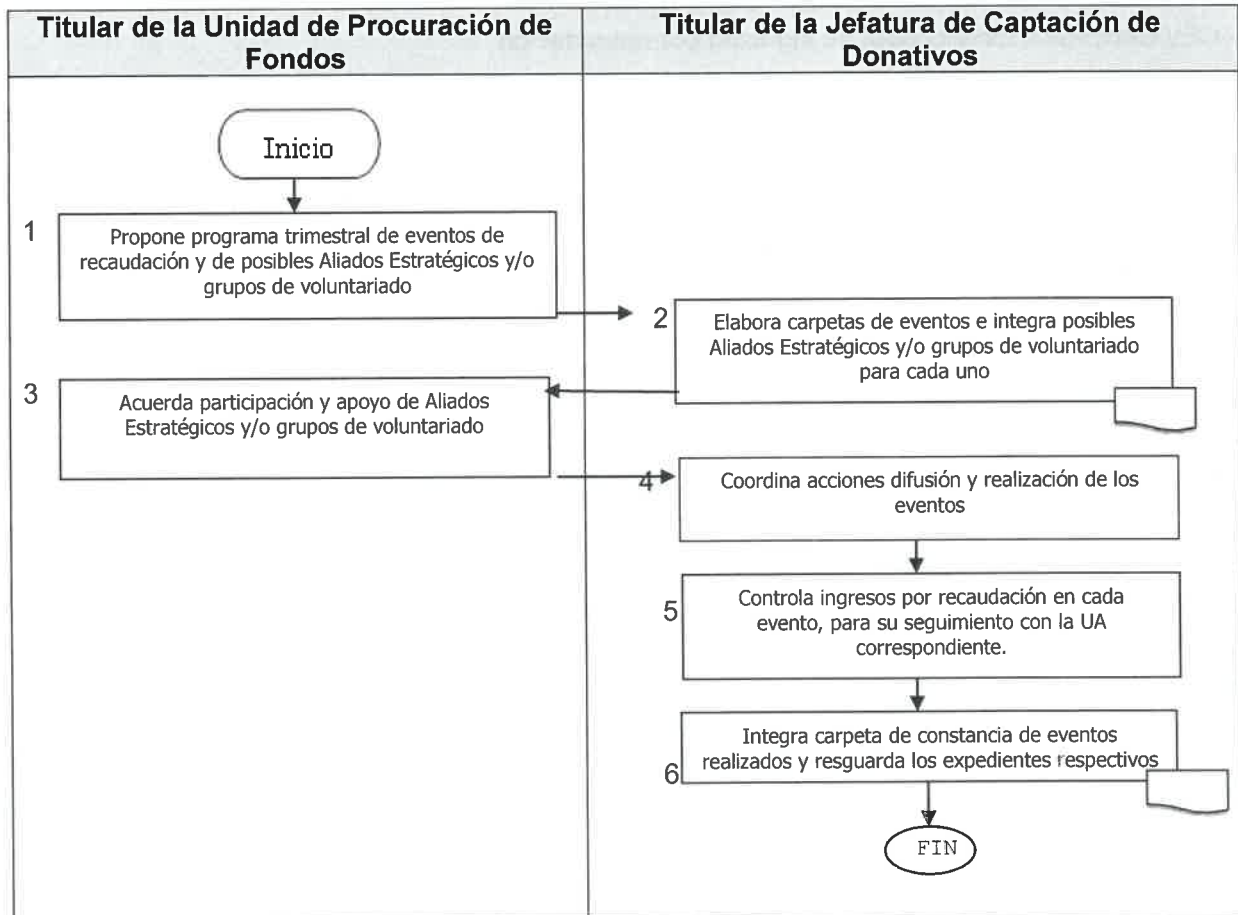 Titular de la Unidad de Procuración de
Fondos
Titular de la Jefatura de Captación de
Donativos
Inicio
1
Propone programa trimestral de eventos de
recaudación y de posibles Aliados Estratégicos y/o
grupos de voluntariado
2
Elabora carpetas de eventos e integra posibles
Aliados Estratégicos y/o grupos de voluntariado
para cada uno
3
Acuerda participación y apoyo de Aliados
Estratégicos y/o grupos de voluntariado
4
Coordina acciones difusión y realización de los
eventos
5
Controla ingresos por recaudación en cada
evento, para su seguimiento con la UA
correspondiente.
6
Integra carpeta de constancia de eventos
realizados y resguarda los expedientes respectivos
FIN